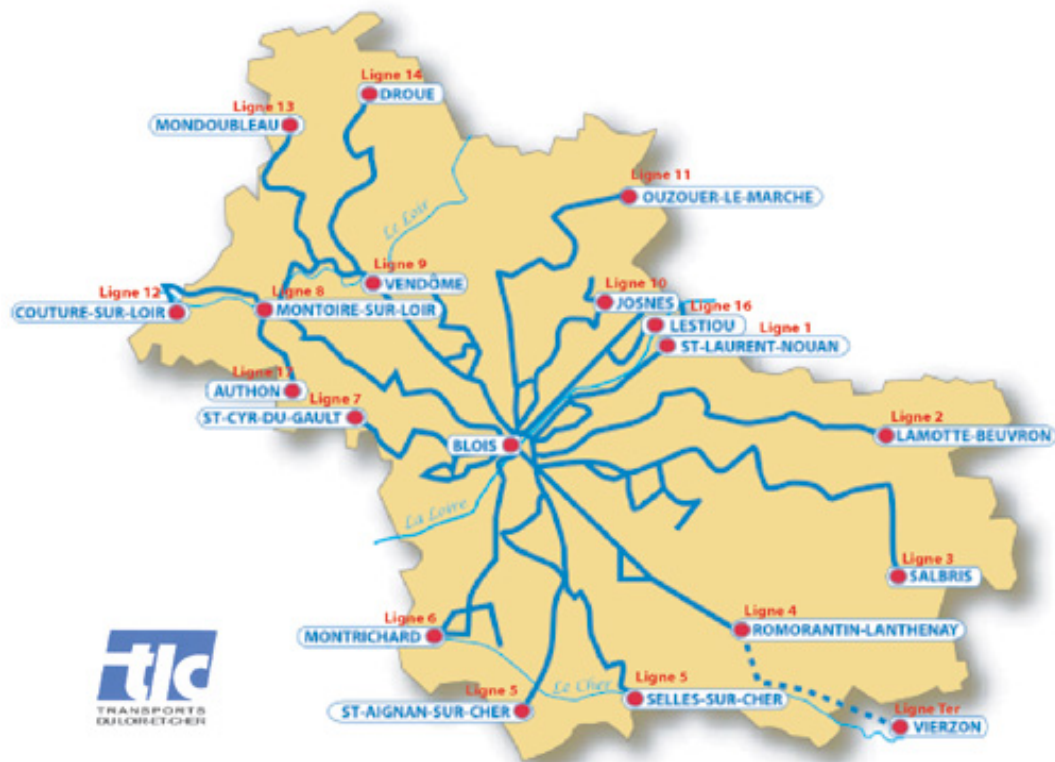 Ligne 14
DROUE
Ligne 13
MONDOUBLEAU
Ligne 11
OUZOUER-LE-MARCHE
Le Loir
Ligne 9
VENDÔME
Ligne 12
COUTURE-SUR-LOIR
Ligne 8
MONTOIRE-SUR-LOIR
Ligne 10
JOSNES
Ligne 16
LESTIOU
Ligne 1
ST-LAURENT-NOUAN
AUTHON
Ligne 7
ST-CYR-DU-GAULT
Ligne 2
LAMOTTE-BEUVRON
BLOIS
La Loire
Ligne 3
SALBRIS
Ligne 4
ROMORANTIN-LANTHENAY
Ligne 6
MONTRICHARD
Ligne 5
ST-AIGNAN-SUR-CHER
Le Cher
Ligne 5
SELLES-SUR-CHER
Ligne Ter
VIERZON
tlc
TRANSPORTS
DU LOIR-ET-CHER